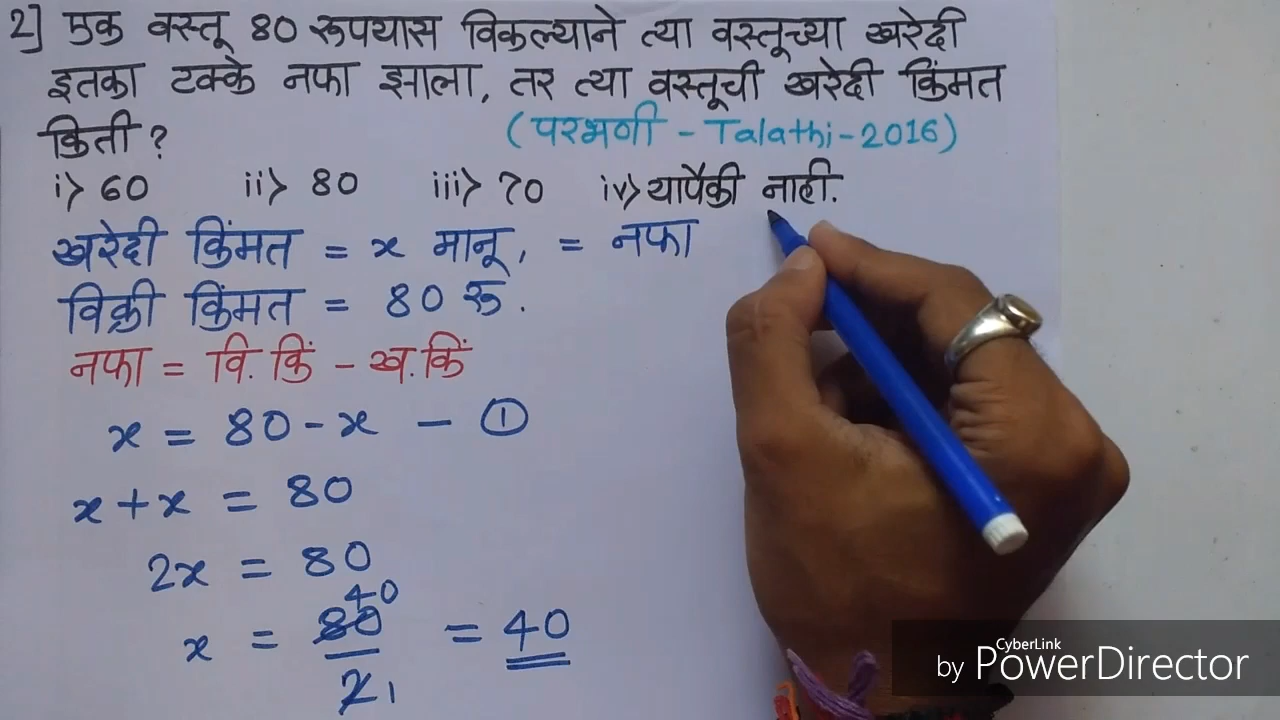 2] एक वस्तू 80 रूपयास विकल्याने त्या वस्तूच्या खरेदी
इतका टक्के नफा झाला, तर त्या वस्तूची खरेदी किंमत
किती ?
(परभणी - Talathi-2016)
i> 60 ii> 80 iii> 70 iv> यापैकी नाही.
खरेदी किंमत = x मानू, = नफा
विक्री किंमत = 80 रू.
नफा = वि. किं - ख. किं
x = 80 - x - ①
x + x = 80
2x = 80
40
x = 80 = 40
2 1
CyberLink
by PowerDirector